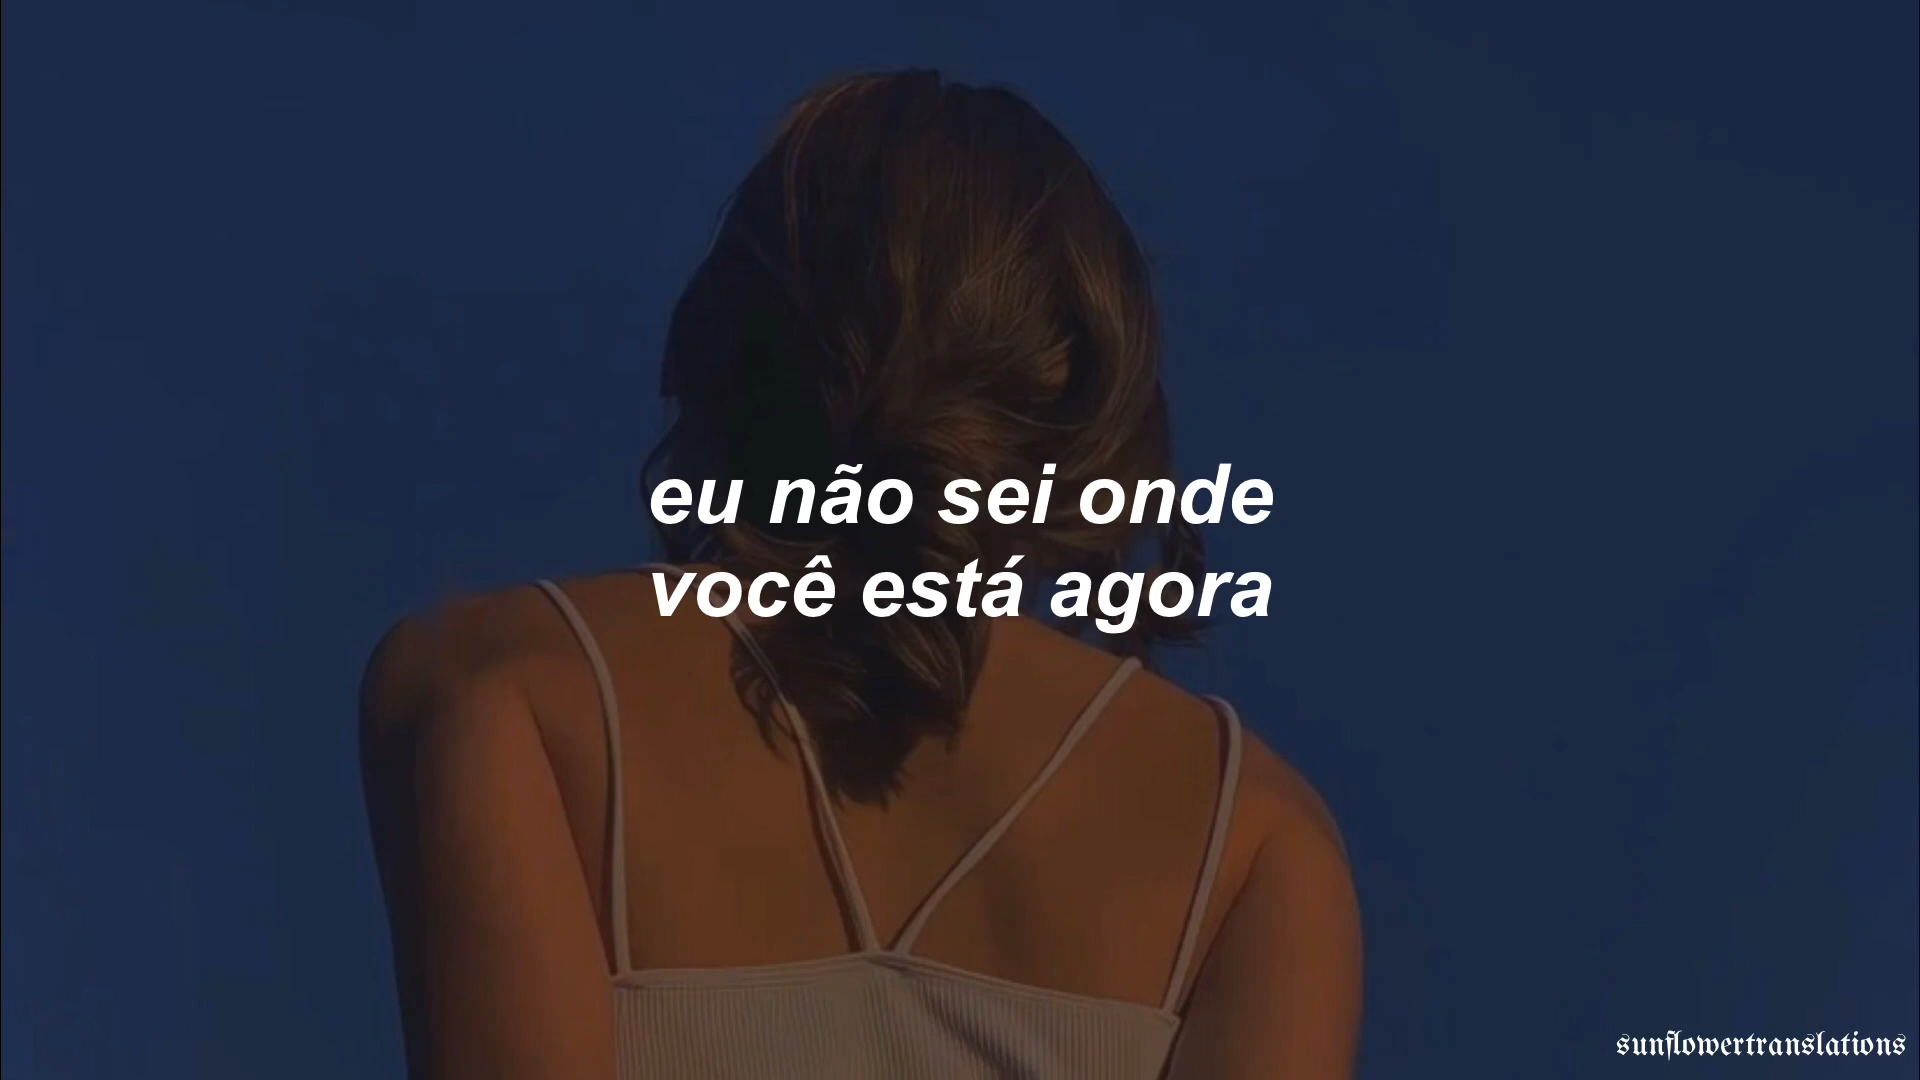 eu não sei onde
você está agora
sunflowertranslations